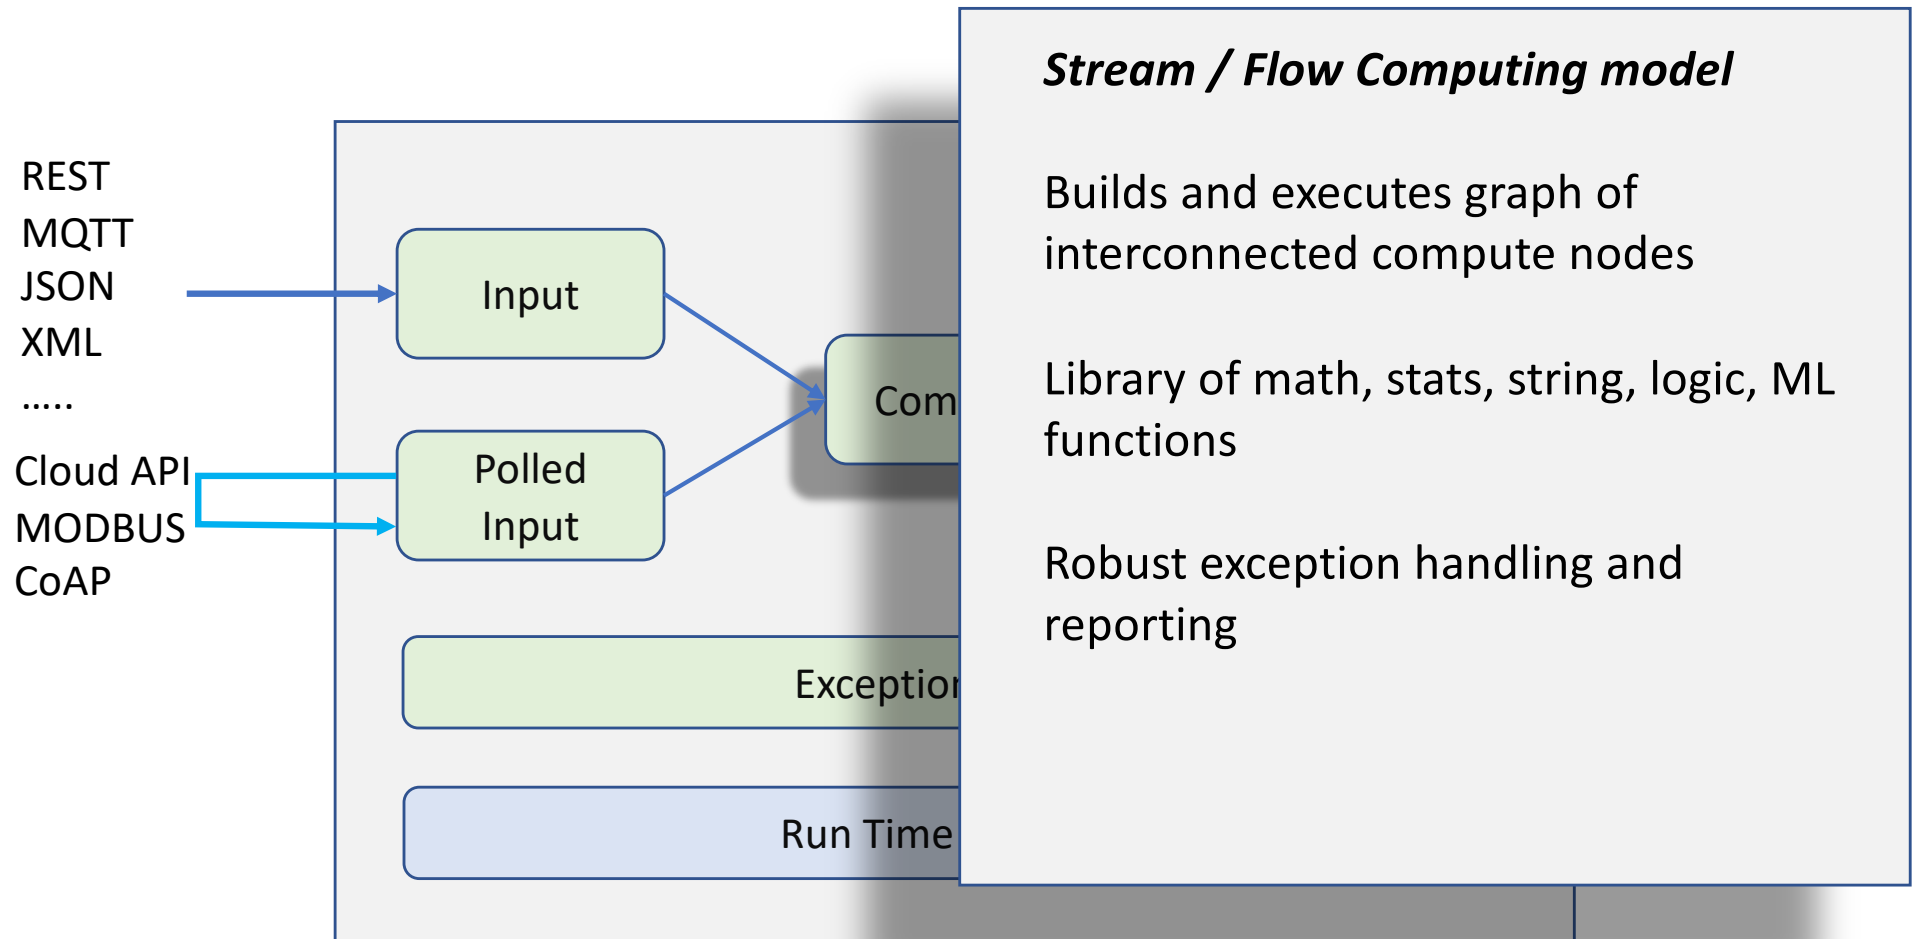 Stream / Flow Computing model
Builds and executes graph of
interconnected compute nodes
Library of math, stats, string, logic, ML
functions
Robust exception handling and
reporting
REST
MQTT
JSON
XML
.....
Cloud API
MODBUS
CoAP
Input
Polled
Input
Com
Exception
Run Time